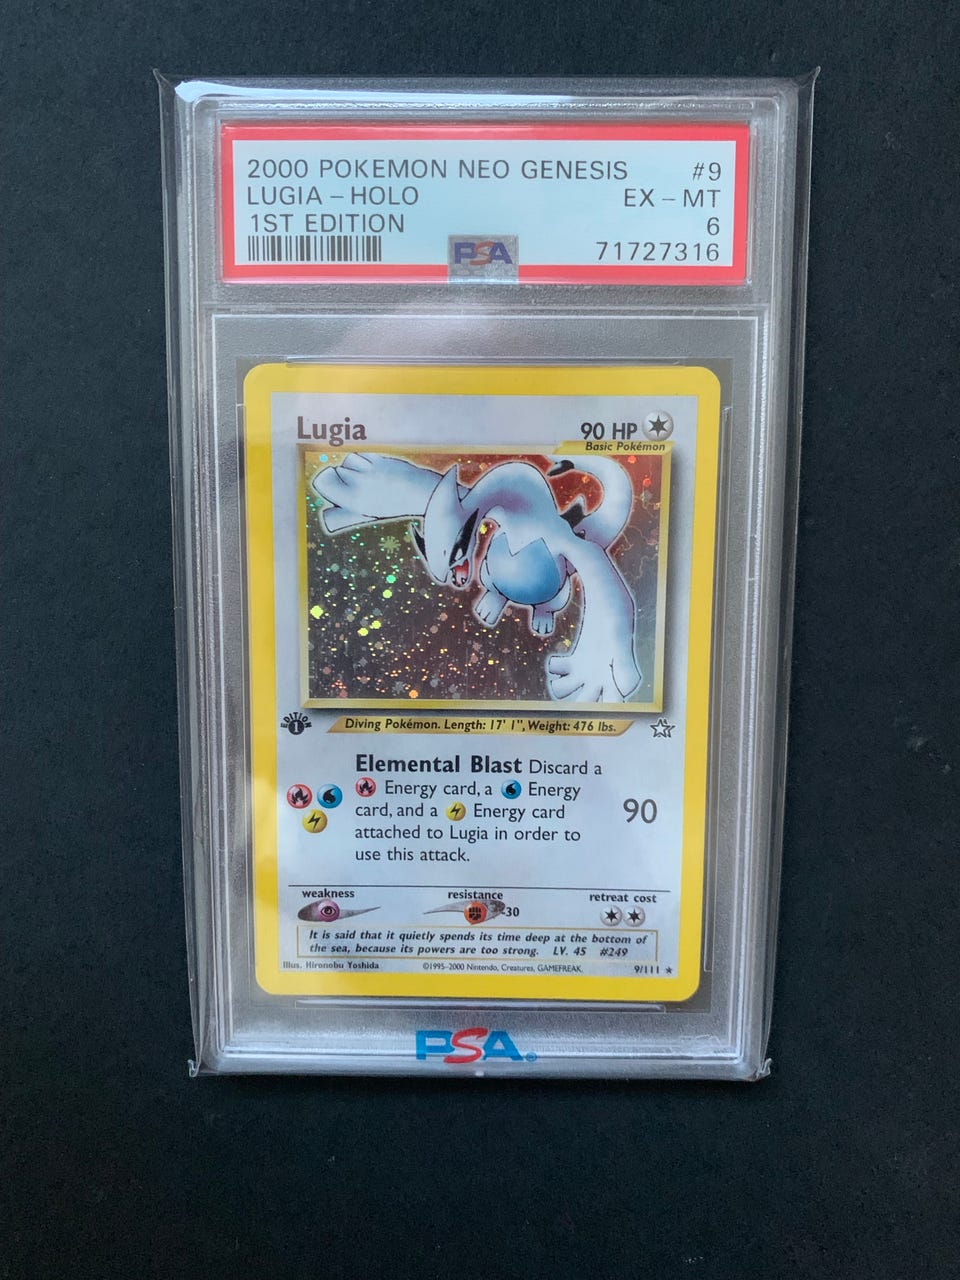 2000 POKEMON NEO GENESIS #9
LUGIA – HOLO EX – MT
1ST EDITION 6
71727316
PSA
Lugia 90 HP
Basic Pokémon
EDITION
1
Diving Pokémon. Length: 17' 1", Weight: 476 lbs.
Elemental Blast Discard a
Energy card, a Energy
card, and a Energy card
attached to Lugia in order to
use this attack.
90
weakness resistance retreat cost
-30
It is said that it quietly spends its time deep at the bottom of
the sea, because its powers are too strong. LV. 45 #249
Illus. Hironobu Yoshida ©1995-2000 Nintendo, Creatures, GAMEFREAK. 9/111 ★
PSA®